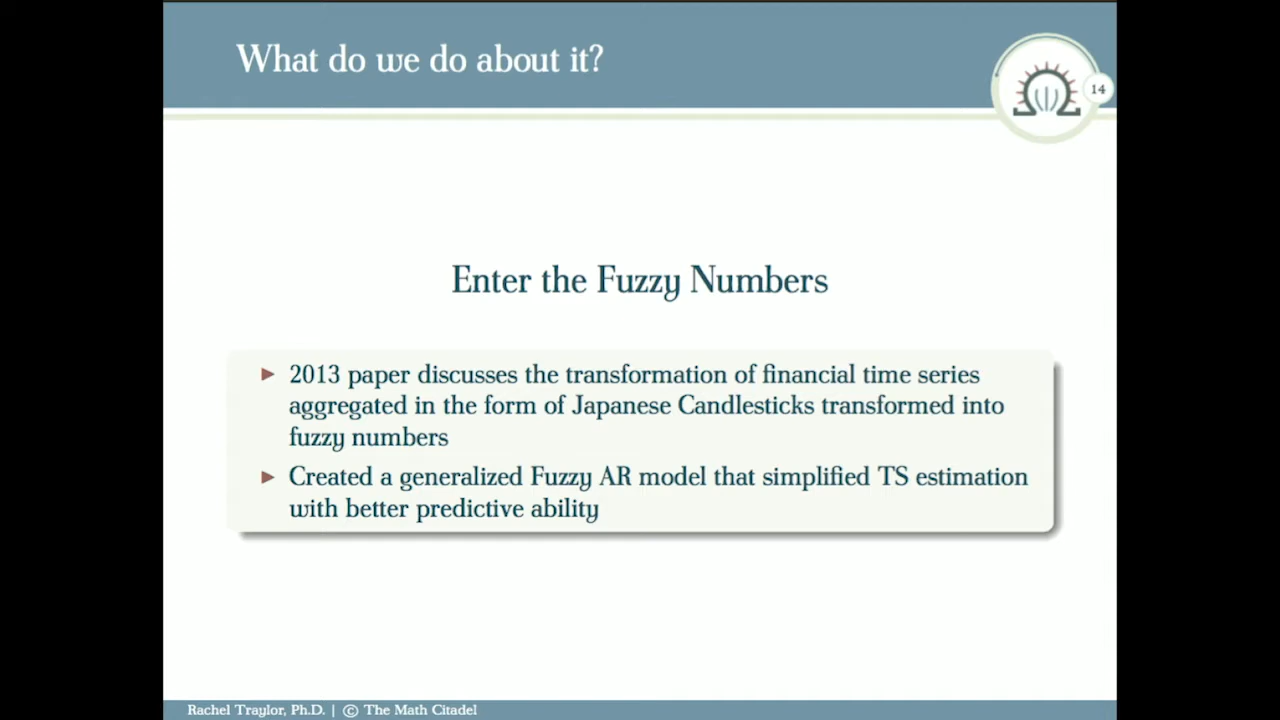 What do we do about it?
14
Enter the Fuzzy Numbers
▶ 2013 paper discusses the transformation of financial time series
aggregated in the form of Japanese Candlesticks transformed into
fuzzy numbers
▶ Created a generalized Fuzzy AR model that simplified TS estimation
with better predictive ability
Rachel Traylor, Ph.D. | © The Math Citadel